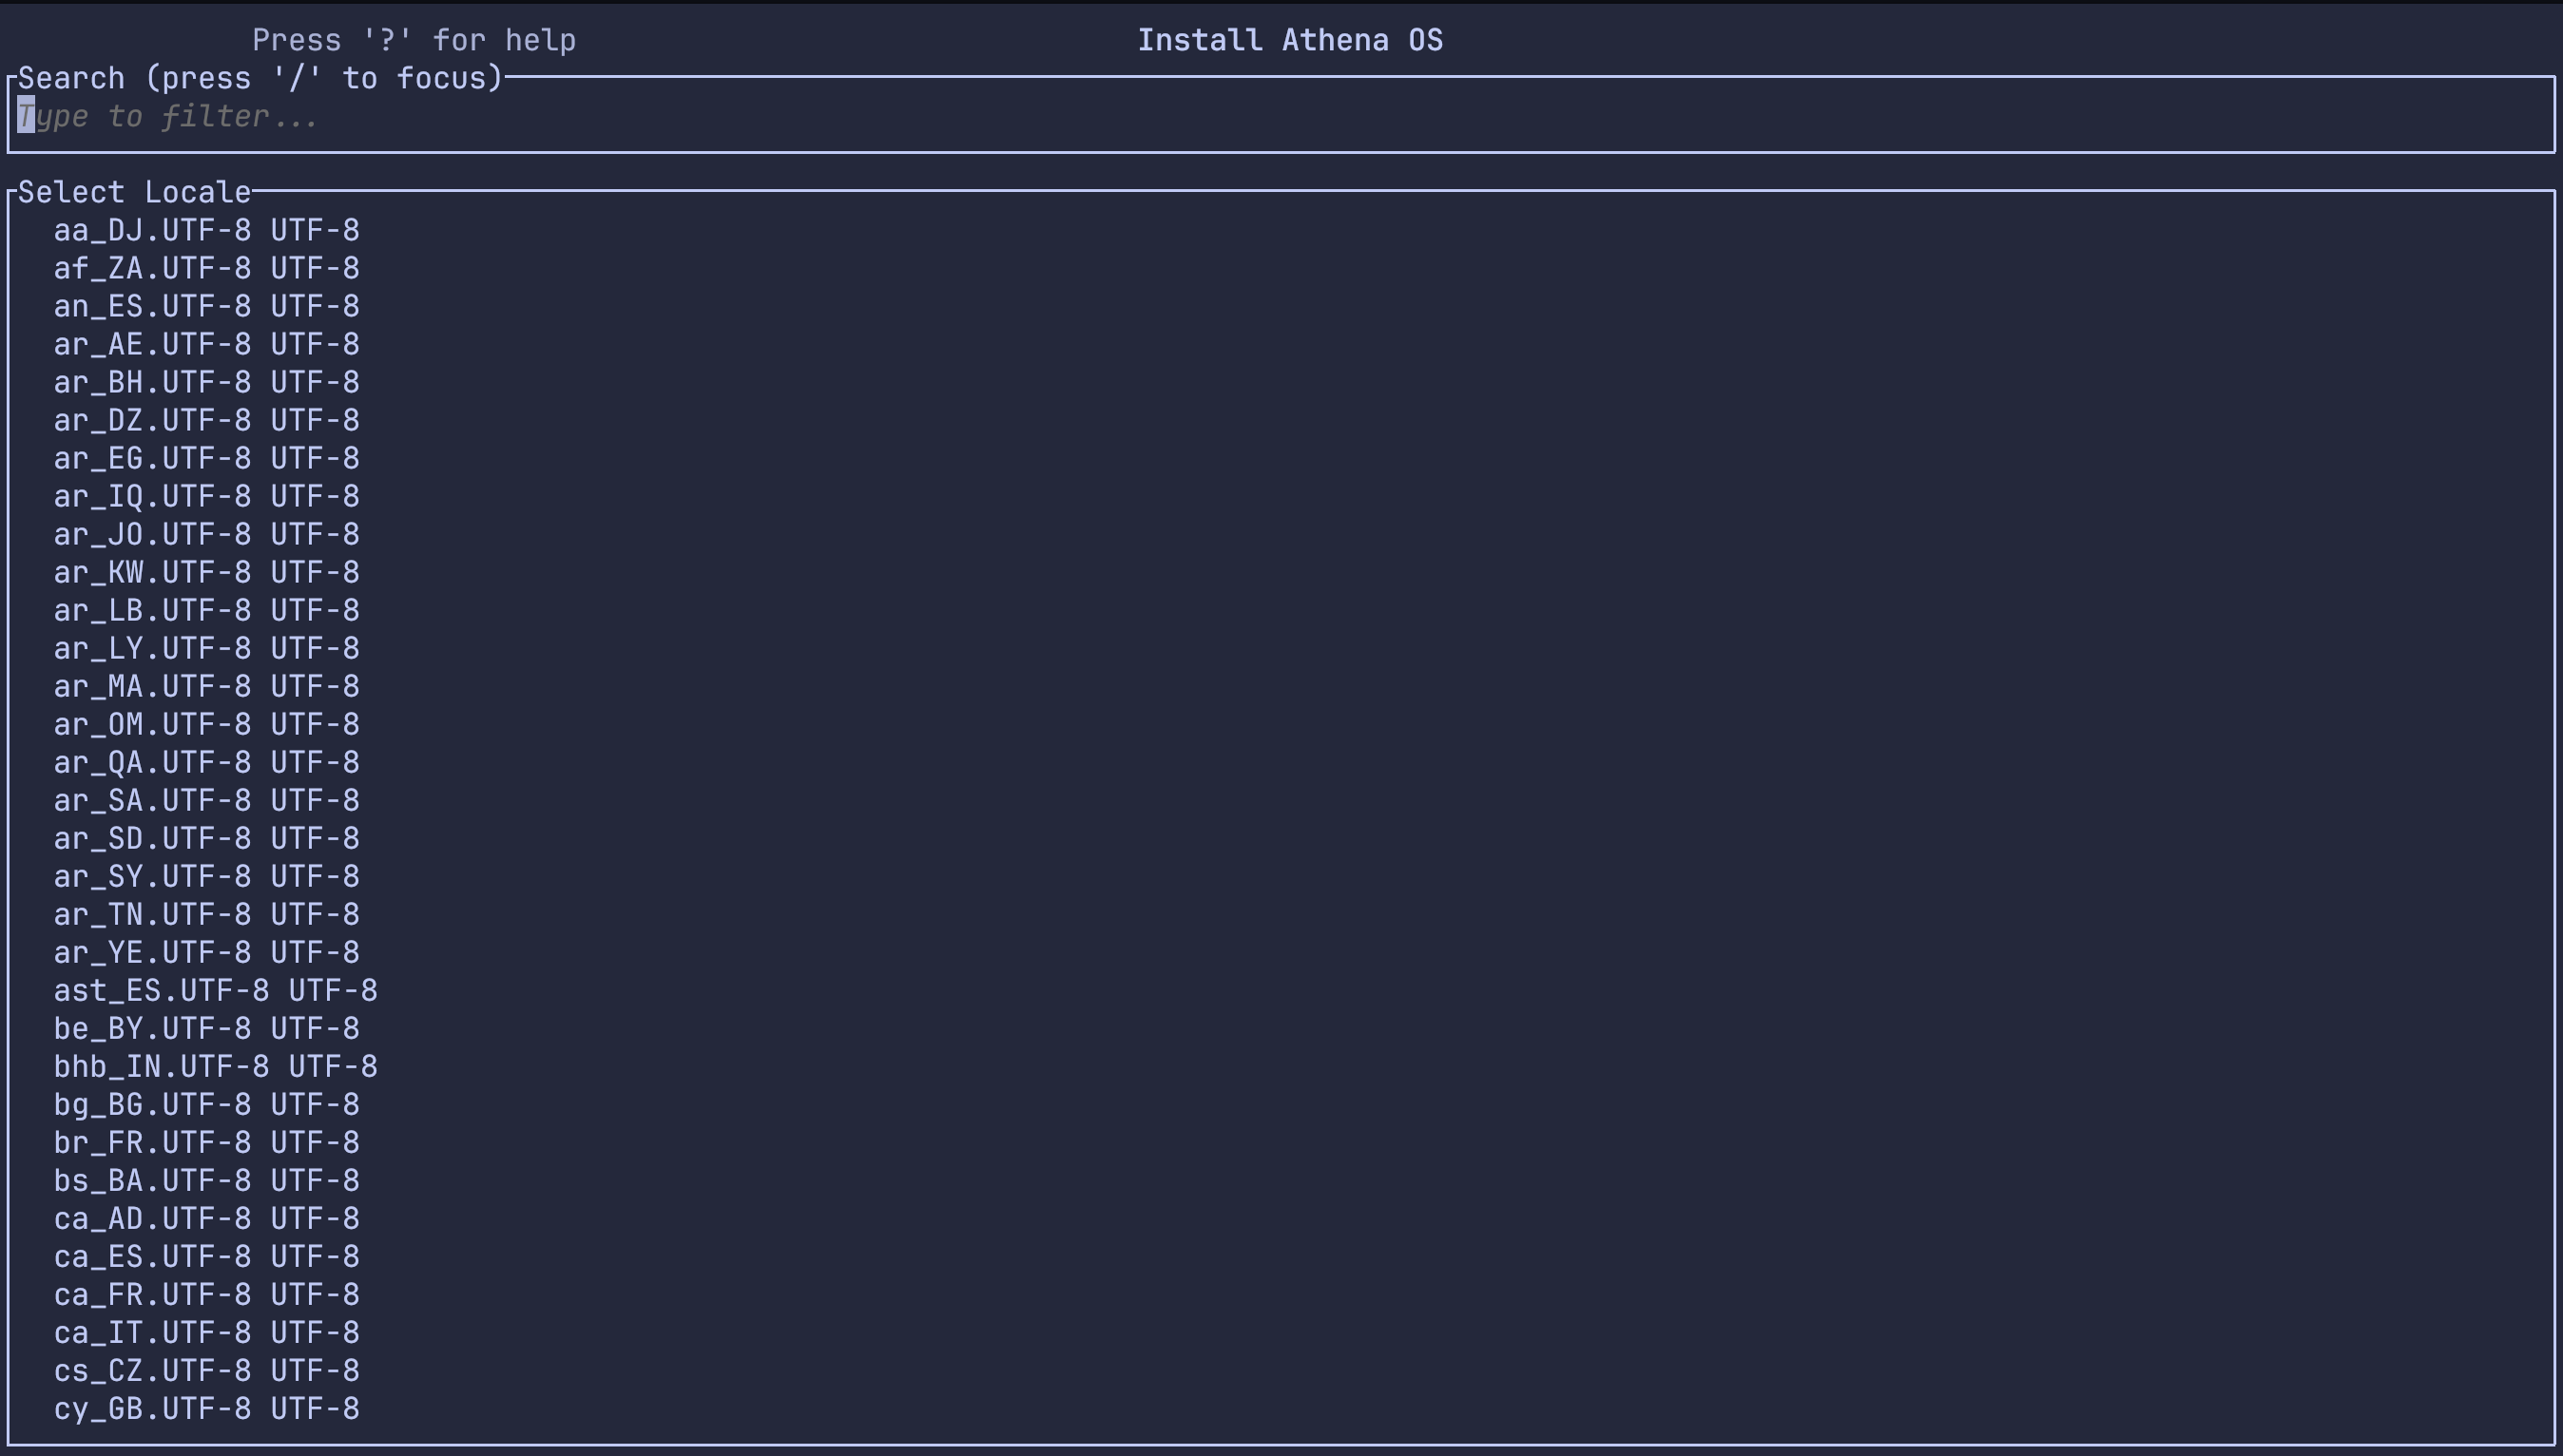 Press '?' for help
Install Athena OS
Search (press '/' to focus)
Type to filter...
Select Locale
aa_DJ.UTF-8 UTF-8
af_ZA.UTF-8 UTF-8
an_ES.UTF-8 UTF-8
ar_AE.UTF-8 UTF-8
ar_BH.UTF-8 UTF-8
ar_DZ.UTF-8 UTF-8
ar_EG.UTF-8 UTF-8
ar_IQ.UTF-8 UTF-8
ar_JO.UTF-8 UTF-8
ar_KW.UTF-8 UTF-8
ar_LB.UTF-8 UTF-8
ar_LY.UTF-8 UTF-8
ar_MA.UTF-8 UTF-8
ar_OM.UTF-8 UTF-8
ar_QA.UTF-8 UTF-8
ar_SA.UTF-8 UTF-8
ar_SD.UTF-8 UTF-8
ar_SY.UTF-8 UTF-8
ar_TN.UTF-8 UTF-8
ar_YE.UTF-8 UTF-8
ast_ES.UTF-8 UTF-8
be_BY.UTF-8 UTF-8
bhb_IN.UTF-8 UTF-8
bg_BG.UTF-8 UTF-8
br_FR.UTF-8 UTF-8
bs_BA.UTF-8 UTF-8
ca_AD.UTF-8 UTF-8
ca_ES.UTF-8 UTF-8
ca_FR.UTF-8 UTF-8
ca_IT.UTF-8 UTF-8
cs_CZ.UTF-8 UTF-8
cy_GB.UTF-8 UTF-8